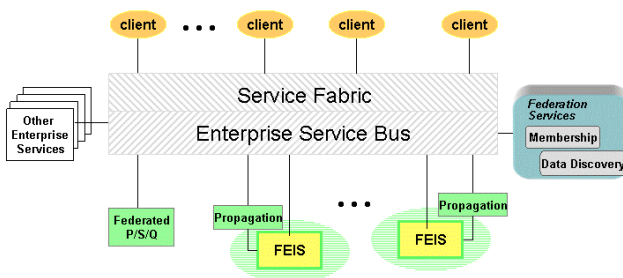 client
• • •
client
client
client
Service Fabric
Enterprise Service Bus
Other
Enterprise
Services
Federation
Services
Membership
Data Discovery
Federated
P/S/Q
Propagation
FEIS
• • •
Propagation
FEIS